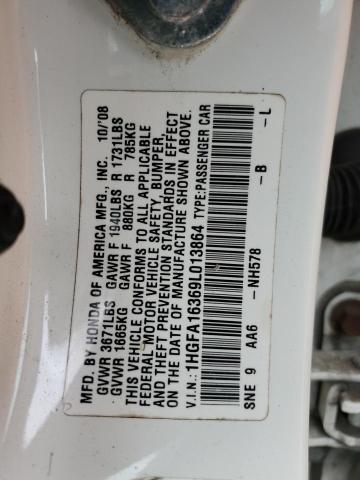 MFD. BY HONDA OF AMERICA MFG., INC. 10/'08
GVWR 3671LBS GAWR F 1940LBS R 1731LBS
GVWR 1665KG GAWR F 880KG R 785KG
THIS VEHICLE CONFORMS TO ALL APPLICABLE
FEDERAL MOTOR VEHICLE SAFETY, BUMPER,
AND THEFT PREVENTION STANDARDS IN EFFECT
ON THE DATE OF MANUFACTURE SHOWN ABOVE.
V.I.N.:1HGFA16369L013864 TYPE:PASSENGER CAR
SNE 9 AA6 -NH578 -B -L